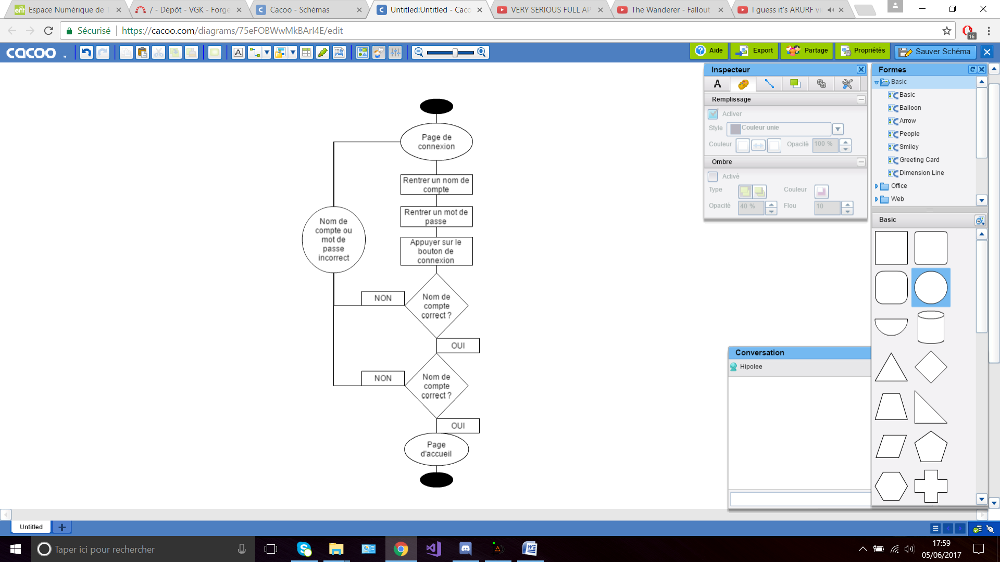 Espace Numérique de T
/ - Dépôt - VGK - Forge
Cacoo - Schémas
Untitled:Untitled - Caco
VERY SERIOUS FULL AP
The Wanderer - Fallout
I guess it's ARURF vi
Sécurisé
https://cacoo.com/diagrams/75eFOBWwMkBArI4E/edit
16
cacoo
A
Aide
Export
Partage
Propriétés
Sauver Schéma
Inspecteur
A
Remplissage
Activer
Style
Couleur unie
Couleur
Opacité
100 %
Ombre
Activé
Type
Couleur
Opacité
40 %
Flou
10
Formes
Basic
Basic
Balloon
Arrow
People
Smiley
Greeting Card
Dimension Line
Office
Web
Basic
Page de
connexion
Rentrer un nom de
compte
Rentrer un mot de
passe
Appuyer sur le
bouton de
connexion
Nom de
compte ou
mot de
passe
incorrect
NON
Nom de
compte
correct ?
OUI
NON
Nom de
compte
correct ?
OUI
Page
d'accueil
Conversation
Hipolee
Untitled
Taper ici pour rechercher
17:59
05/06/2017